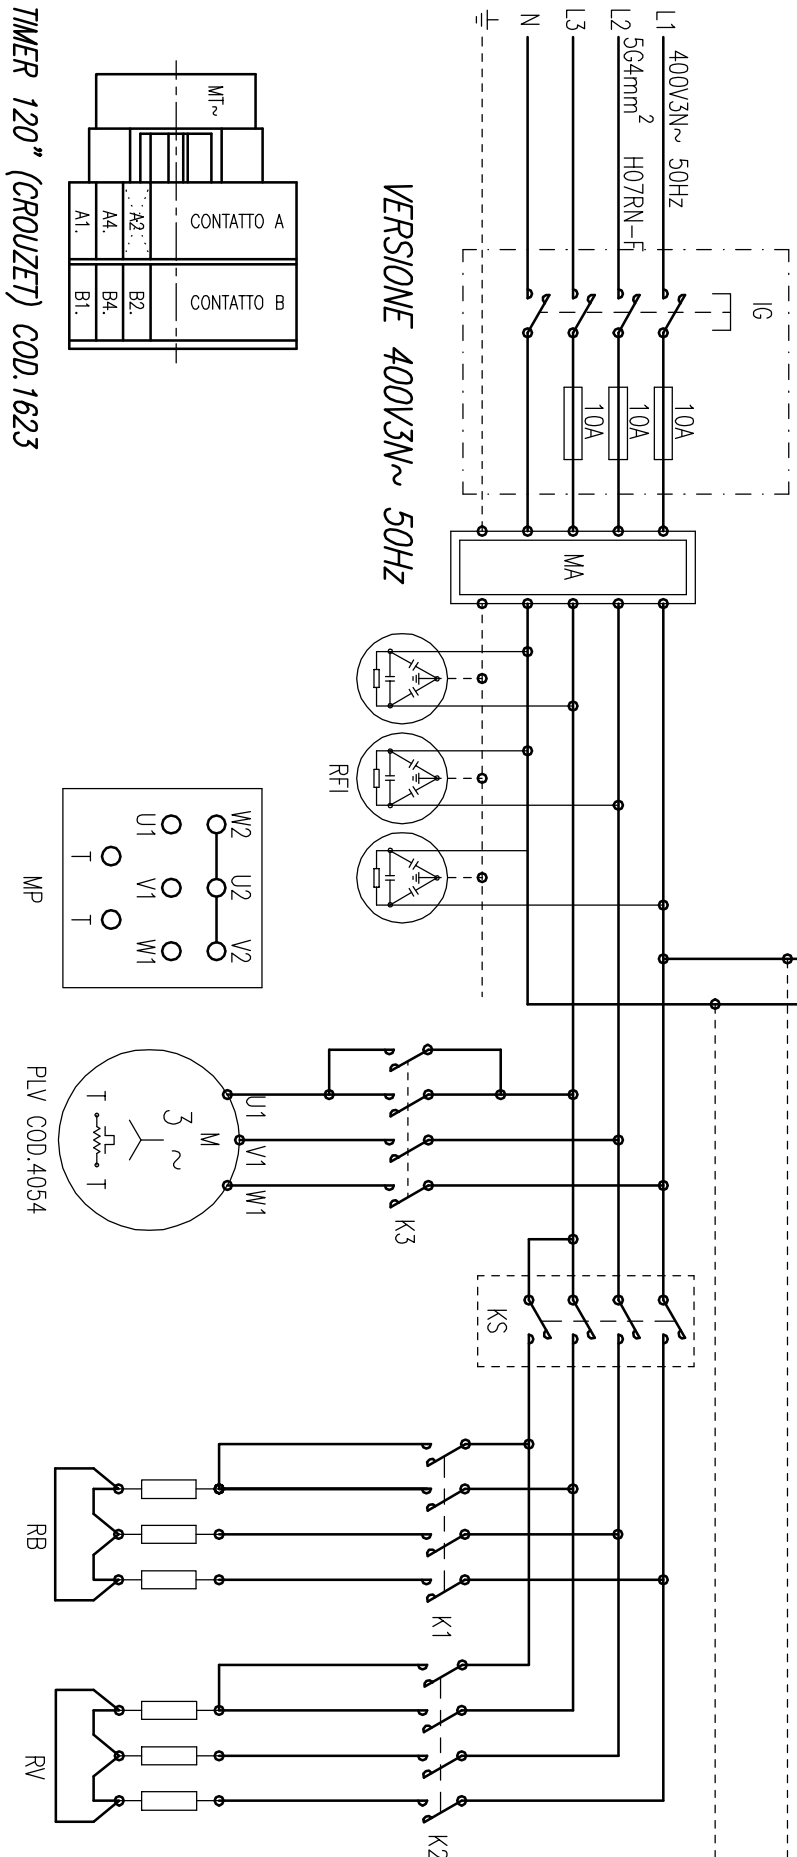 L1
400V3N~ 50Hz
L2
5G4mm²
H07RN-F
L3
N
IG
10A
10A
10A
MA
VERSIONE 400V3N~ 50Hz
MT~
CONTATTO A
A2
A4.
A1.
CONTATTO B
B2.
B4.
B1.
TIMER 120" (CROUZET) COD.1623
RFI
W2
U2
V2
U1
V1
W1
T
T
MP
U1
V1
W1
M
3 ~
T
T
PLV COD.4054
K3
KS
K1
RB
K2
RV